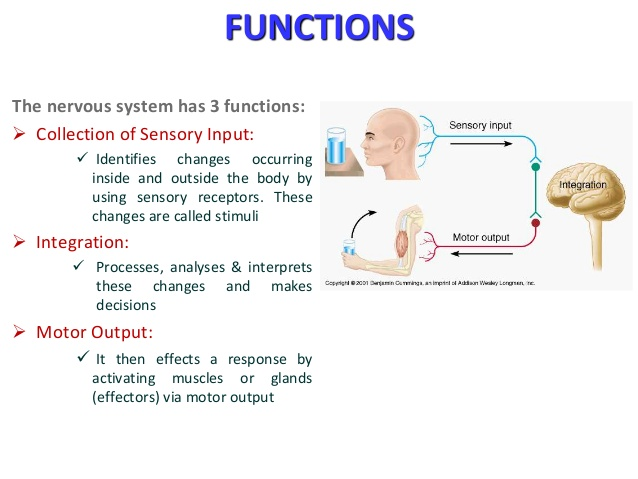 FUNCTIONS
The nervous system has 3 functions:
➢ Collection of Sensory Input:
✓ Identifies changes occurring
inside and outside the body by
using sensory receptors. These
changes are called stimuli
➢ Integration:
✓ Processes, analyses & interprets
these changes and makes
decisions
➢ Motor Output:
✓ It then effects a response by
activating muscles or glands
(effectors) via motor output
Sensory input
Integration
Motor output
Copyright © 2001 Benjamin Cummings, an imprint of Addison Wesley Longman, Inc.